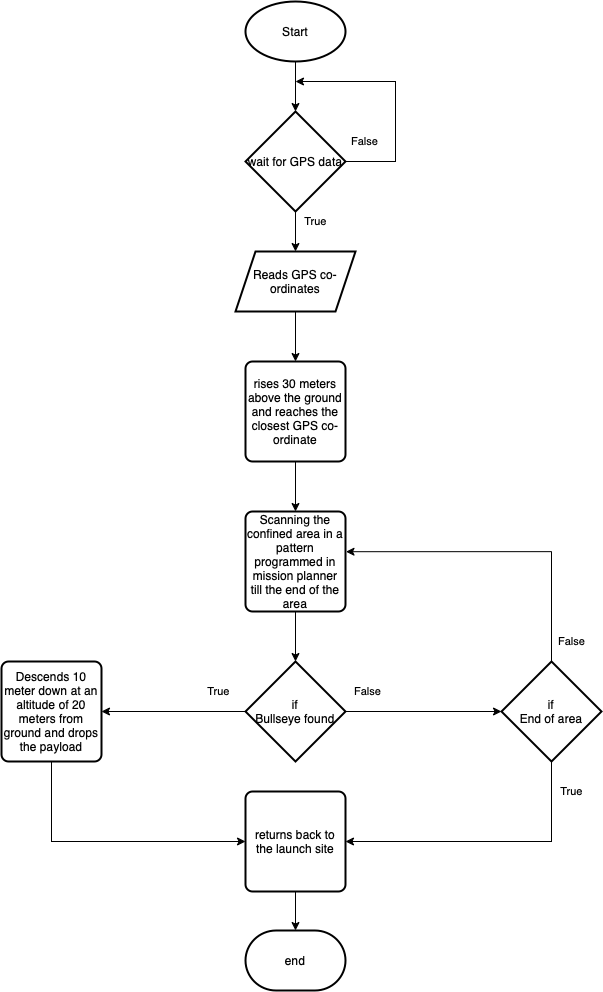 Start
False
wait for GPS data
True
Reads GPS co-
ordinates
rises 30 meters
above the ground
and reaches the
closest GPS co-
ordinate
Scanning the
confined area in a
pattern
programmed in
mission planner
till the end of the
area
False
Descends 10
meter down at an
altitude of 20
meters from
ground and drops
the payload
True
if
Bullseye found
False
if
End of area
True
returns back to
the launch site
end